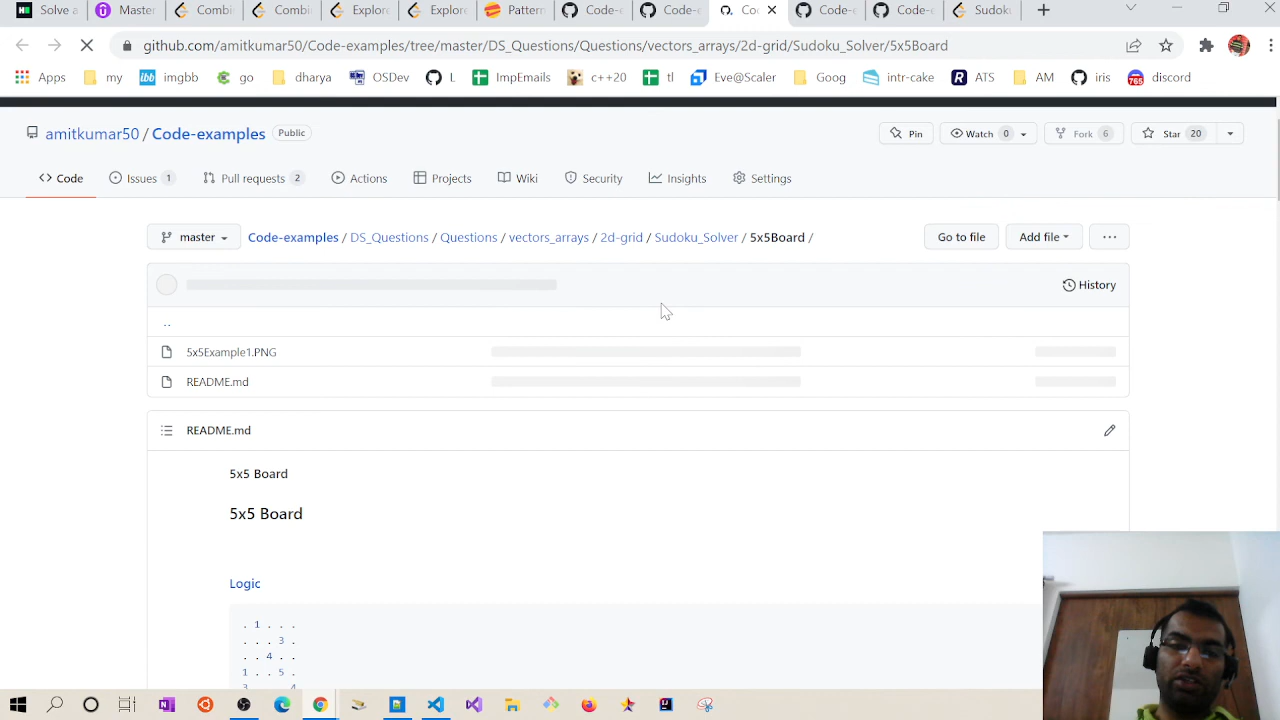 Solve a
Master
Combin
Combin
Explore
Explore
Pattern
Code-e
Code-e
Co
Code-e
Code-e
Sudoku
github.com/amitkumar50/Code-examples/tree/master/DS_Questions/Questions/vectors_arrays/2d-grid/Sudoku_Solver/5x5Board
Apps my imgbb go dharya OSDev L ImpEmails c++20 tl Eve@Scaler Goog intr-cake ATS AM iris discord
amitkumar50 / Code-examples Public
Pin Watch 0 Fork 6 Star 20
Code Issues 1 Pull requests 2 Actions Projects Wiki Security Insights Settings
master Code-examples / DS_Questions / Questions / vectors_arrays / 2d-grid / Sudoku_Solver / 5x5Board /
Go to file Add file ...
History
..
5x5Example1.PNG
README.md
README.md
5x5 Board
5x5 Board
Logic
. 1 . . .
. . . 3 .
. . 4 . .
1 . . 5 .